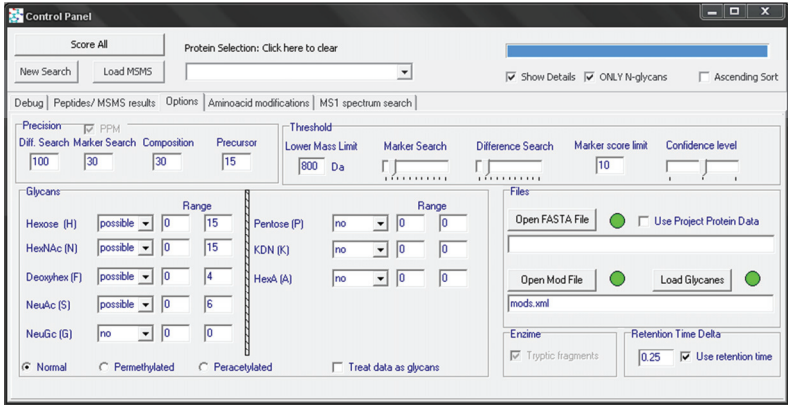 Control Panel
Score All
Protein Selection: Click here to clear
New Search Load MSMS
Show Details ONLY N-glycans Ascending Sort
Debug Peptides/ MSMS results Options Aminoacid modifications MS1 spectrum search
Precision PPM
Diff. Search Marker Search Composition Precursor
100 30 30 15
Threshold
Lower Mass Limit Marker Search Difference Search Marker score limit Confidence level
800 Da 10
Glycans
Range
Hexose (H) possible 0 15
HexNAc (N) possible 0 15
Deoxyhex (F) possible 0 4
NeuAc (S) possible 0 6
NeuGc (G) no 0 0
Range
Pentose (P) no 0 0
KDN (K) no 0 0
HexA (A) no 0 0
Normal Permethylated Peracetylated Treat data as glycans
Files
Open FASTA File Use Project Protein Data
Open Mod File Load Glycanes
mods.xml
Enzime
Tryptic fragments
Retention Time Delta
0.25 Use retention time